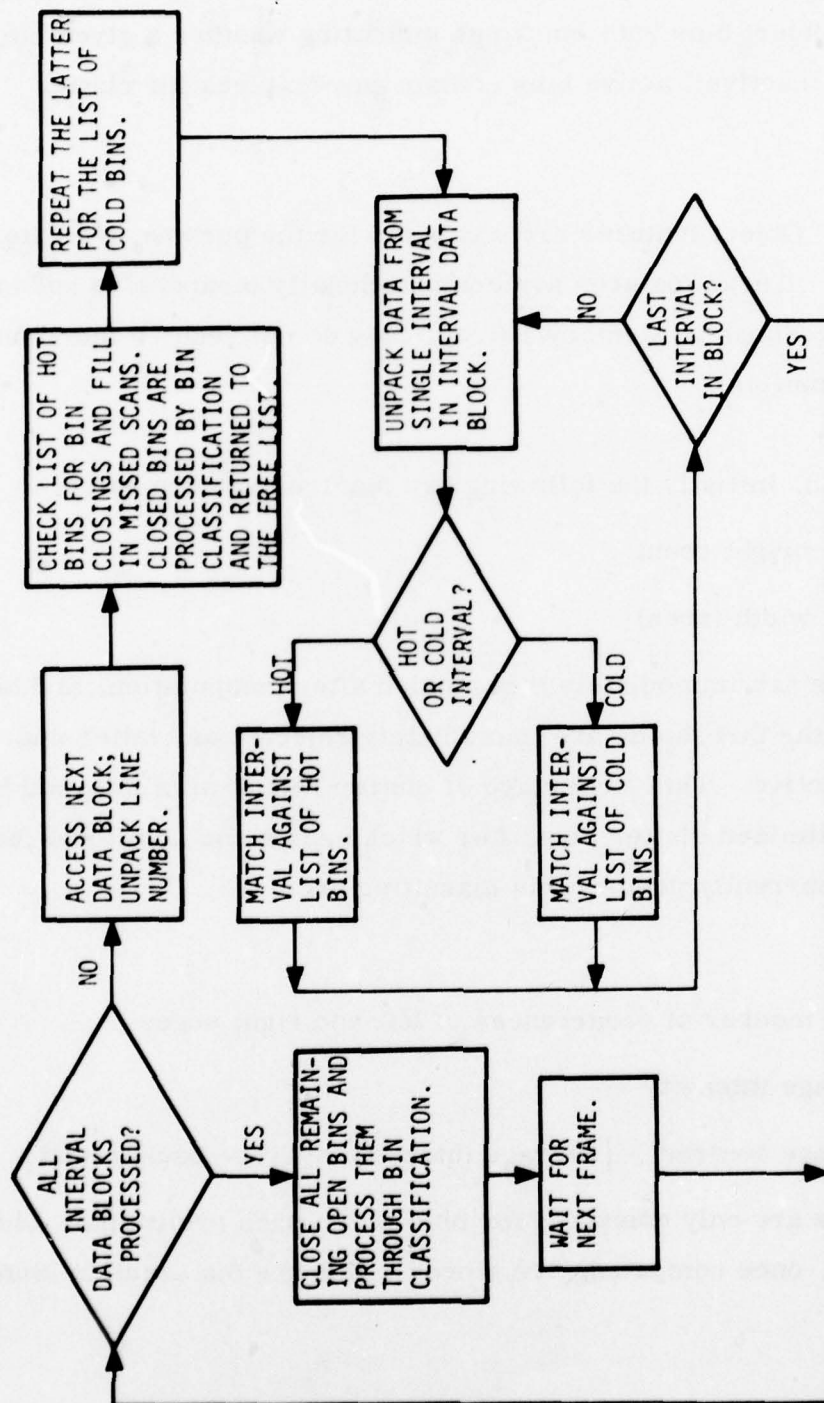 ALL
INTERVAL
DATA BLOCKS
PROCESSED?
NO
YES
ACCESS NEXT
DATA BLOCK;
UNPACK LINE
NUMBER.
CHECK LIST OF HOT
BINS FOR BIN
CLOSINGS AND FILL
IN MISSED SCANS.
CLOSED BINS ARE
PROCESSED BY BIN
CLASSIFICATION
AND RETURNED TO
THE FREE LIST.
REPEAT THE LATTER
FOR THE LIST OF
COLD BINS.
UNPACK DATA FROM
SINGLE INTERVAL
IN INTERVAL DATA
BLOCK.
HOT
OR COLD
INTERVAL?
HOT
COLD
MATCH INTER-
VAL AGAINST
LIST OF HOT
BINS.
MATCH INTER-
VAL AGAINST
LIST OF COLD
BINS.
LAST
INTERVAL
IN BLOCK?
NO
YES
CLOSE ALL REMAIN-
ING OPEN BINS AND
PROCESS THEM
THROUGH BIN
CLASSIFICATION.
WAIT FOR
NEXT FRAME.